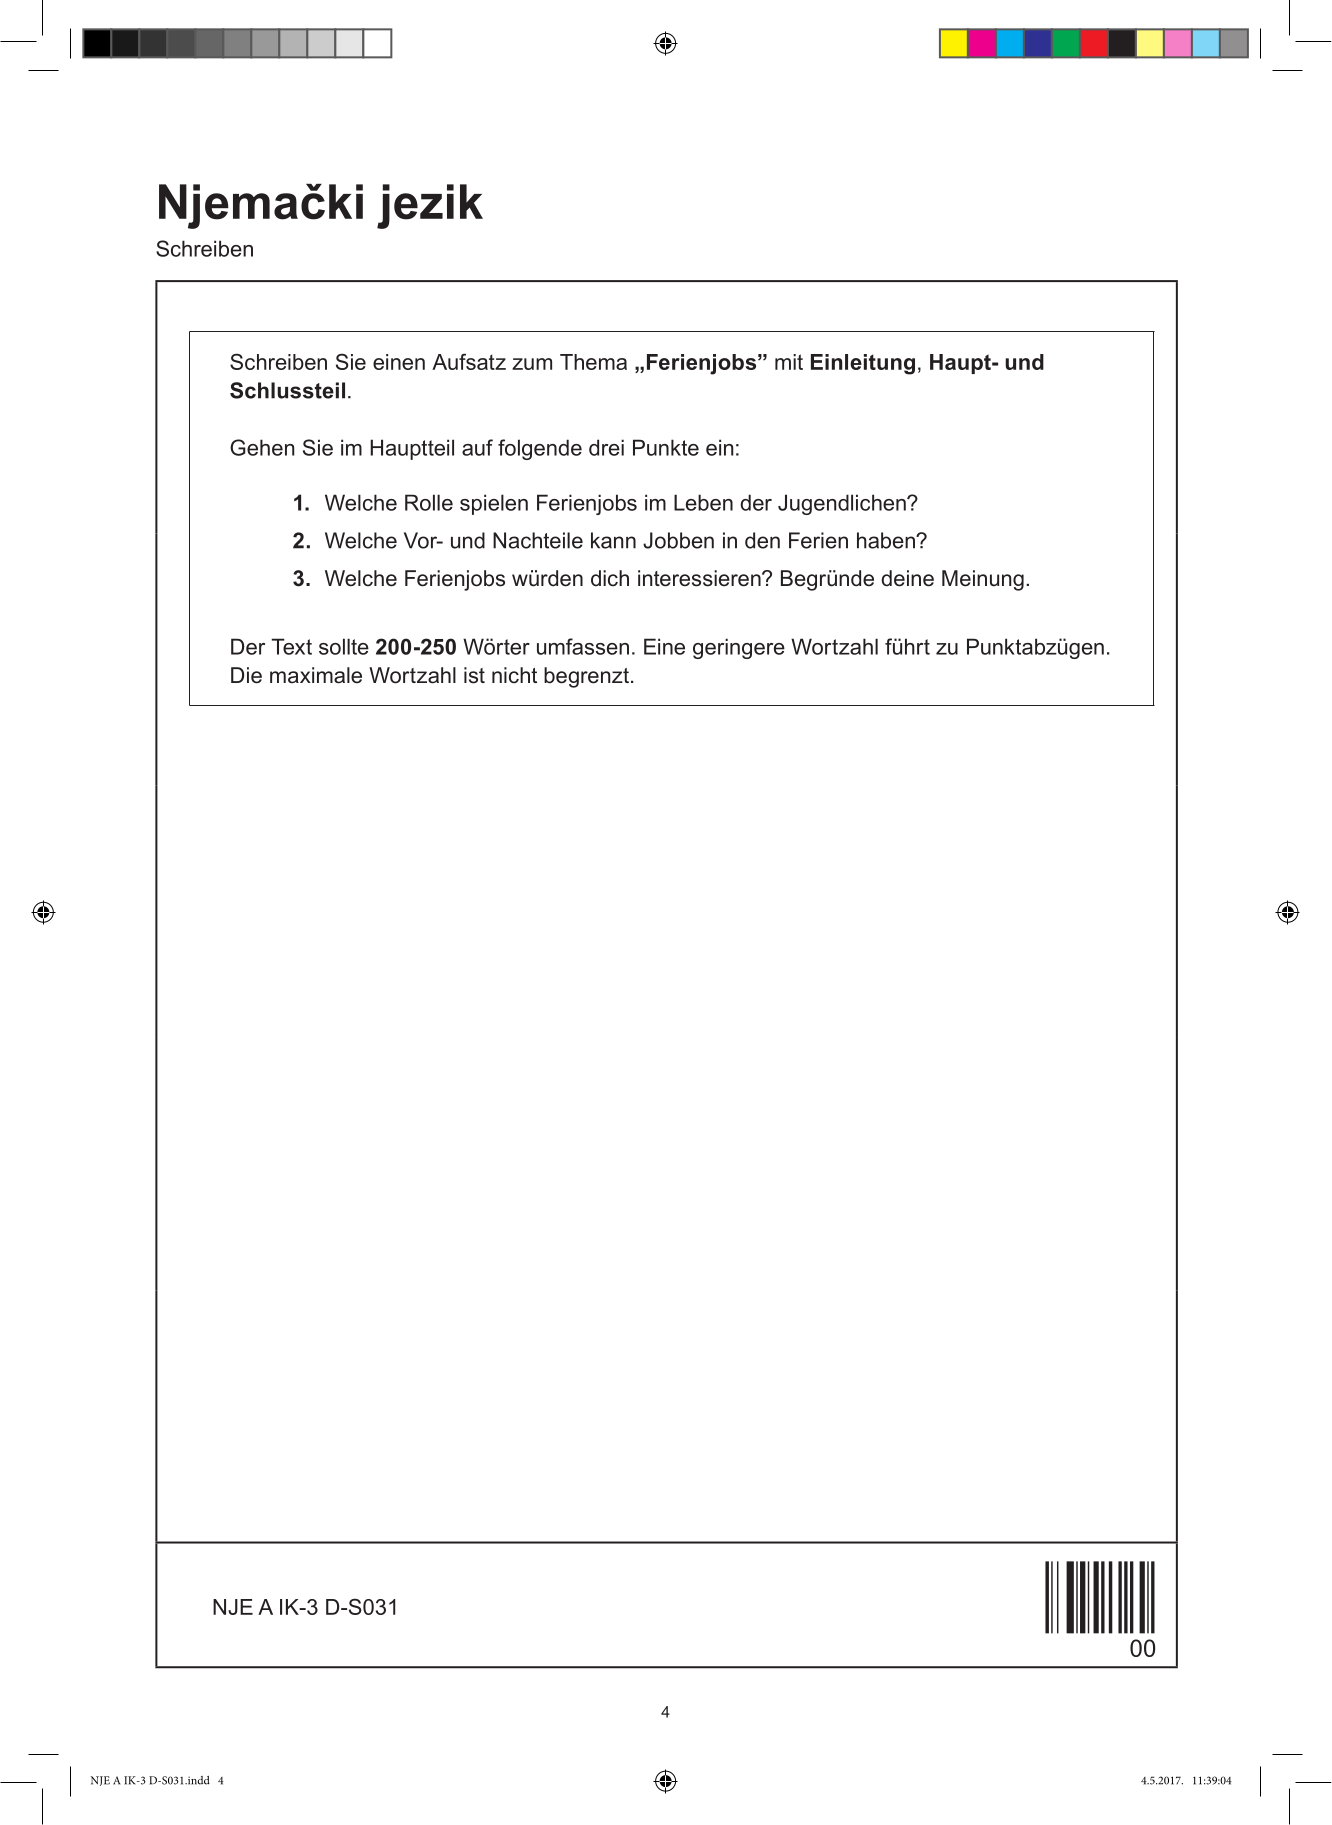 Njemački jezik
Schreiben
Schreiben Sie einen Aufsatz zum Thema „Ferienjobs” mit Einleitung, Haupt- und
Schlussteil.
Gehen Sie im Hauptteil auf folgende drei Punkte ein:
1. Welche Rolle spielen Ferienjobs im Leben der Jugendlichen?
2. Welche Vor- und Nachteile kann Jobben in den Ferien haben?
3. Welche Ferienjobs würden dich interessieren? Begründe deine Meinung.
Der Text sollte 200-250 Wörter umfassen. Eine geringere Wortzahl führt zu Punktabzügen.
Die maximale Wortzahl ist nicht begrenzt.
NJE A IK-3 D-S031
00
4
NJE A IK-3 D-S031.indd 4
4.5.2017. 11:39:04